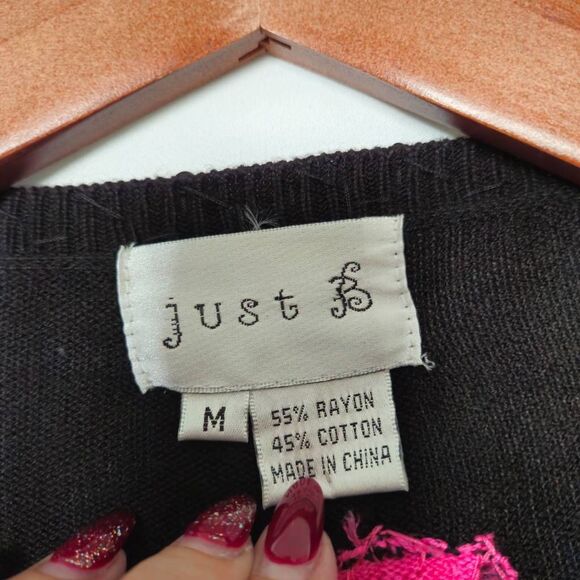 just B
M
55% RAYON
45% COTTON
MADE IN CHINA